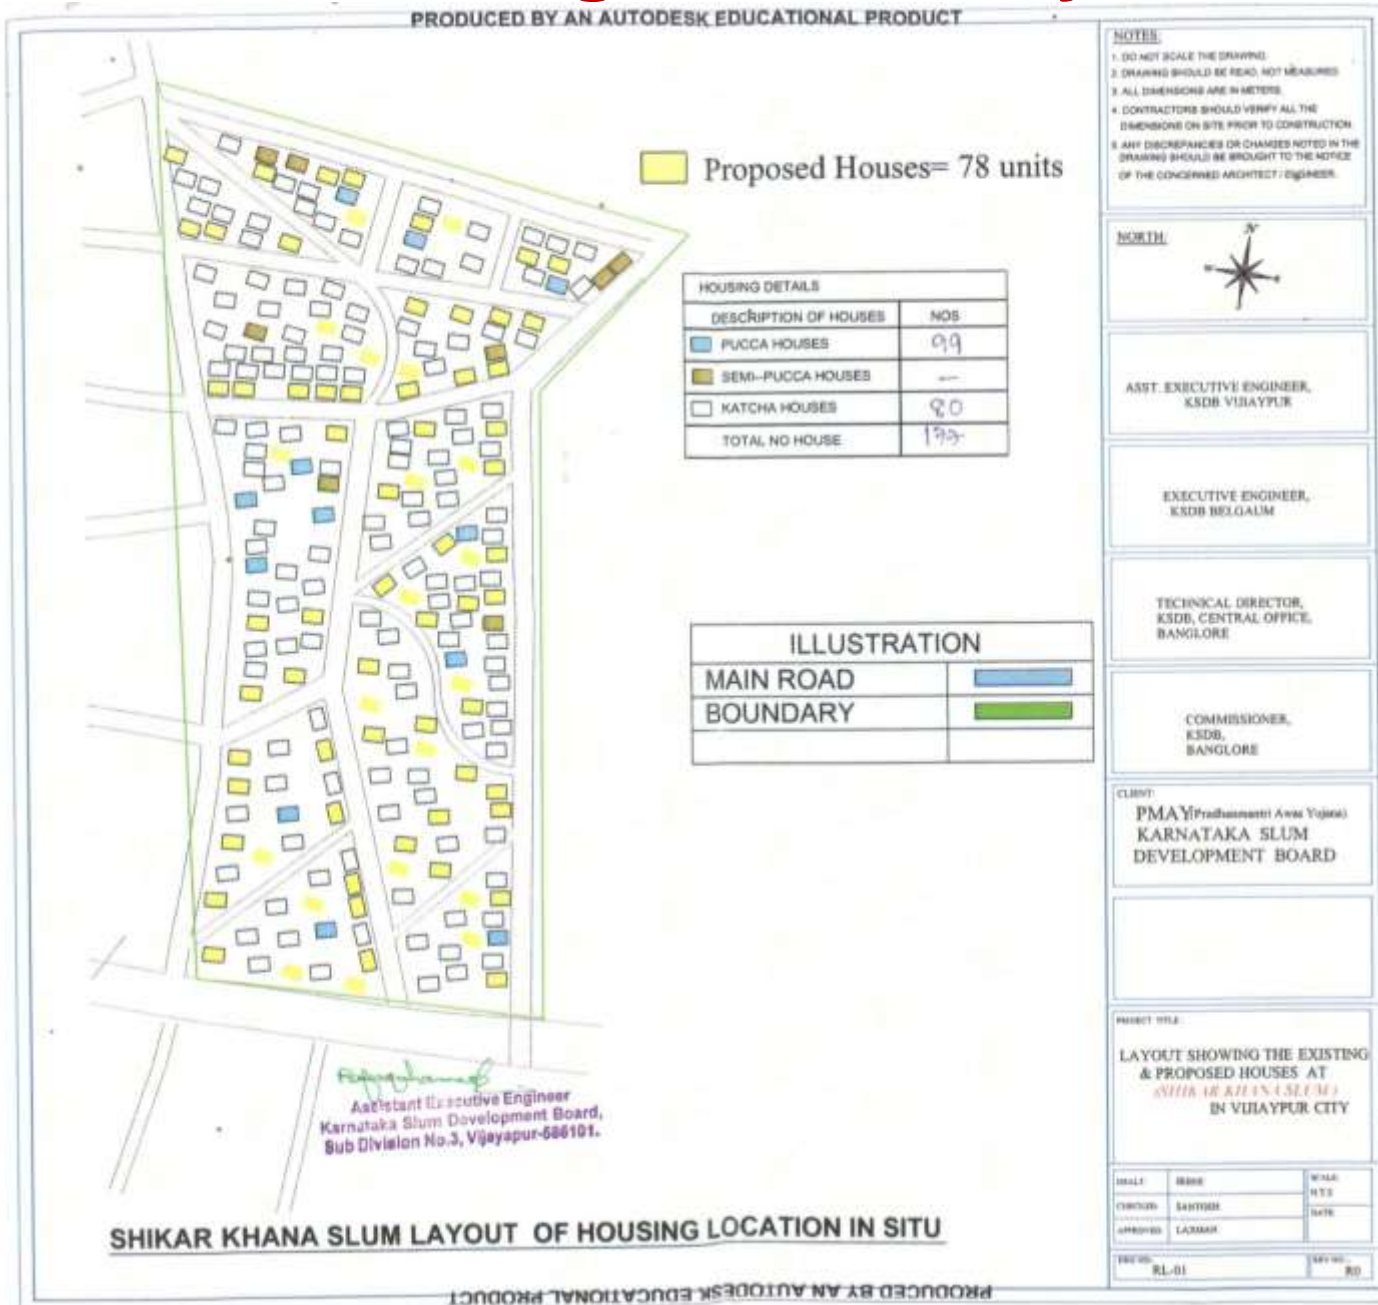 PRODUCED BY AN AUTODESK EDUCATIONAL PRODUCT
Proposed Houses= 78 units
HOUSING DETAILS
DESCRIPTION OF HOUSES NOS
PUCCA HOUSES 99
SEMI-PUCCA HOUSES —
KATCHA HOUSES 80
TOTAL NO HOUSE
ILLUSTRATION
MAIN ROAD
BOUNDARY
Assistant Executive Engineer
Karnataka Slum Development Board,
Sub Division No.3, Vijayapur-586101.
SHIKAR KHANA SLUM LAYOUT OF HOUSING LOCATION IN SITU
PRODUCED BY AN AUTODESK EDUCATIONAL PRODUCT
NOTES:
1. DO NOT SCALE THE DRAWING.
2. DRAWING SHOULD BE READ, NOT MEASURED
3. ALL DIMENSIONS ARE IN METERS.
4. CONTRACTORS SHOULD VERIFY ALL THE
DIMENSIONS ON SITE PRIOR TO CONSTRUCTION
5. ANY DISCREPANCIES OR CHANGES NOTED IN THE
DRAWING SHOULD BE BROUGHT TO THE NOTICE
OF THE CONCERNED ARCHITECT / ENGINEER.
NORTH:
N
ASST. EXECUTIVE ENGINEER,
KSDB VIJAYPUR
EXECUTIVE ENGINEER,
KSDB BELGAUM
TECHNICAL DIRECTOR,
KSDB, CENTRAL OFFICE,
BANGLORE
COMMISSIONER,
KSDB,
BANGLORE
CLIENT:
PMAY(Pradhanmantri Awas Yojana)
KARNATAKA SLUM
DEVELOPMENT BOARD
PROJECT TITLE
LAYOUT SHOWING THE EXISTING
& PROPOSED HOUSES AT
(SHIKAR KHANA SLUM)
IN VIJAYPUR CITY
SCALE
N.T.S
CHECKED SANTOSH DATE
APPROVED LAXMAN
RL-01 R0